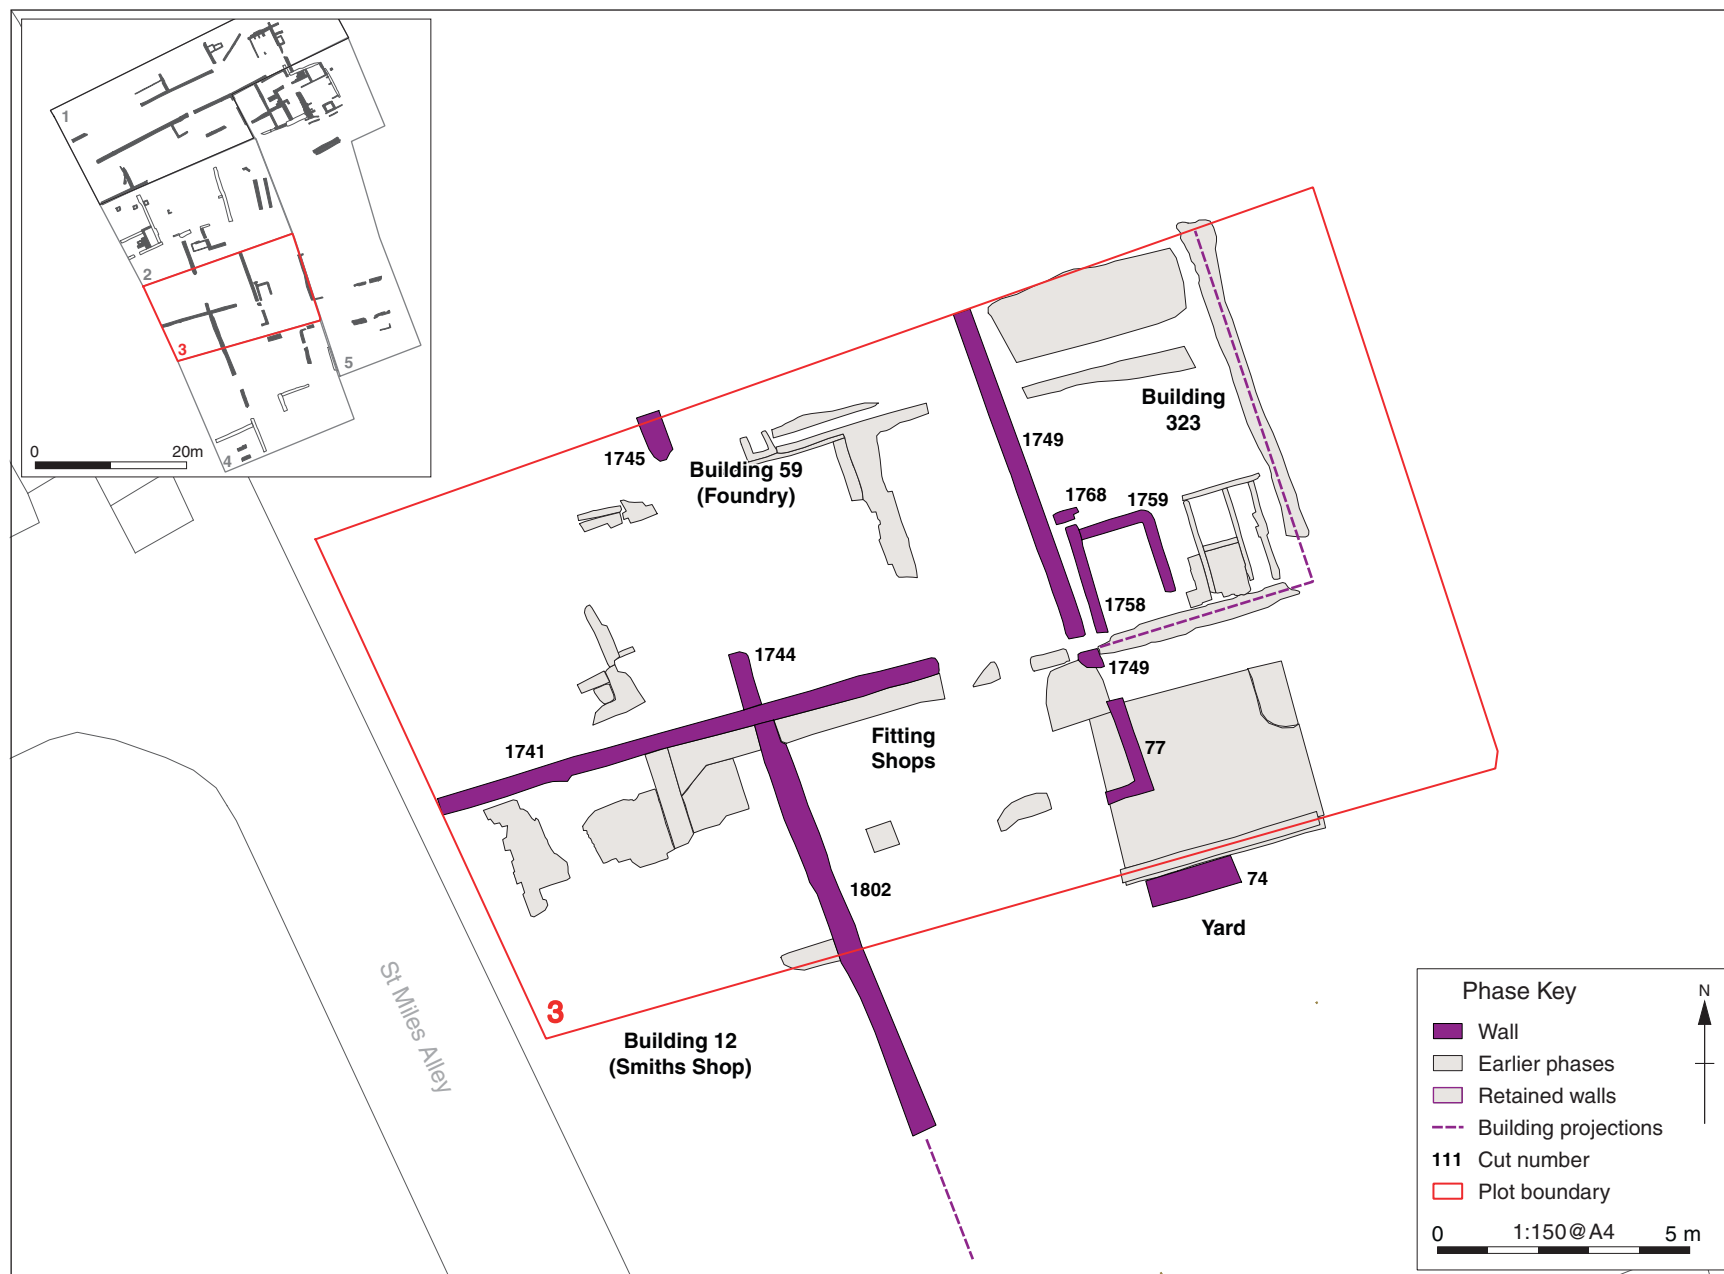 1
2
3
4
5
0
20m
1745
Building 59
(Foundry)
1749
Building
323
1768
1759
1758
1749
1744
1741
Fitting
Shops
77
1802
74
Yard
St Miles Alley
3
Building 12
(Smiths Shop)
Phase Key
N
Wall
Earlier phases
Retained walls
Building projections
111 Cut number
Plot boundary
0 1:150@A4 5 m